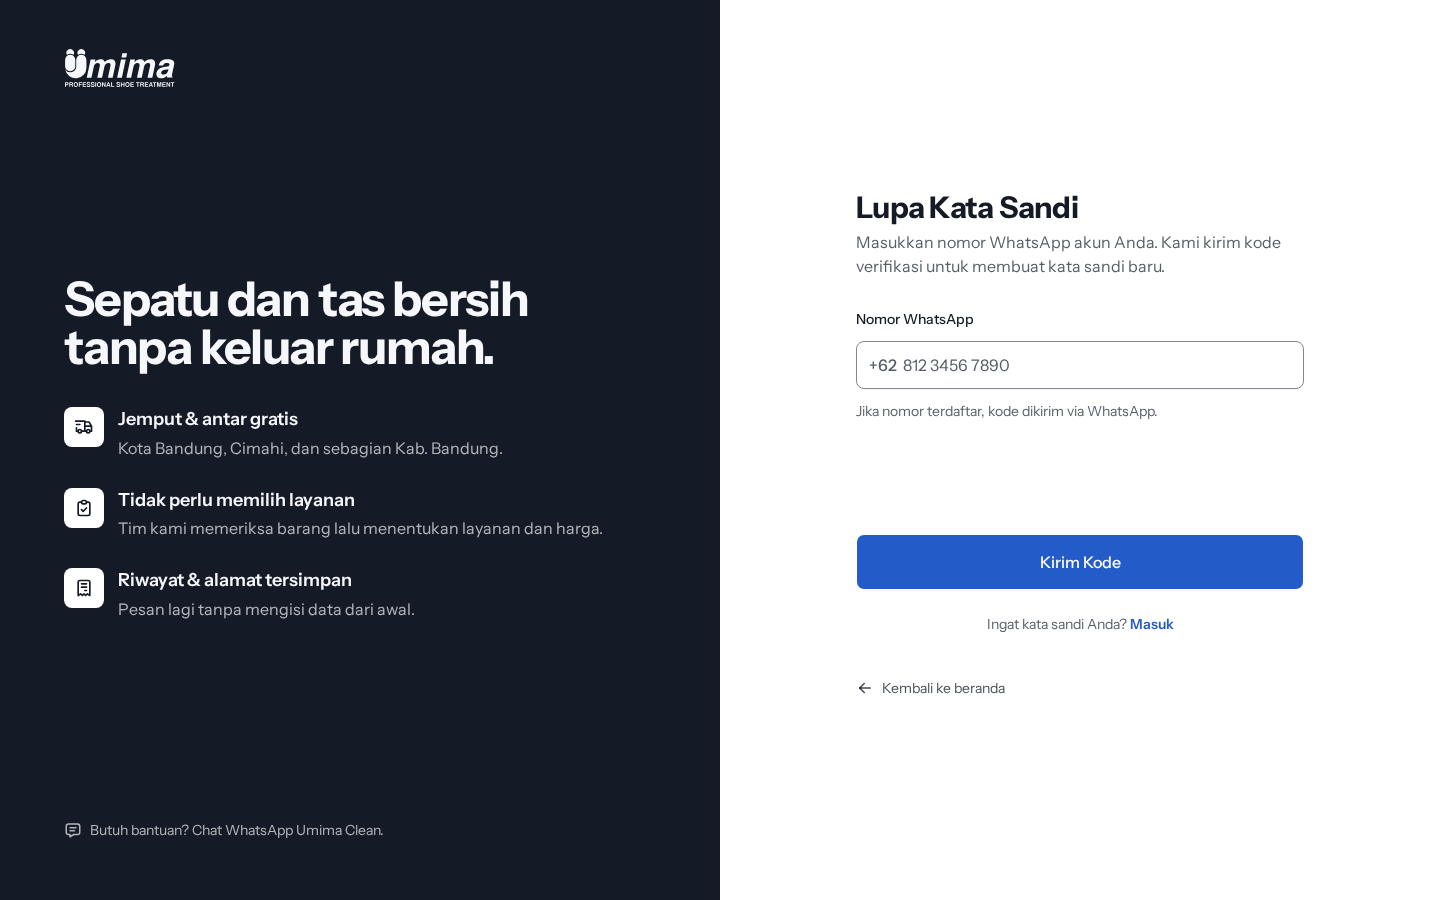 Ümima
PROFESSIONAL SHOE TREATMENT
Sepatu dan tas bersih
tanpa keluar rumah.
Jemput & antar gratis
Kota Bandung, Cimahi, dan sebagian Kab. Bandung.
Tidak perlu memilih layanan
Tim kami memeriksa barang lalu menentukan layanan dan harga.
Riwayat & alamat tersimpan
Pesan lagi tanpa mengisi data dari awal.
Butuh bantuan? Chat WhatsApp Umima Clean.
Lupa Kata Sandi
Masukkan nomor WhatsApp akun Anda. Kami kirim kode
verifikasi untuk membuat kata sandi baru.
Nomor WhatsApp
+62 812 3456 7890
Jika nomor terdaftar, kode dikirim via WhatsApp.
Kirim Kode
Ingat kata sandi Anda? Masuk
Kembali ke beranda